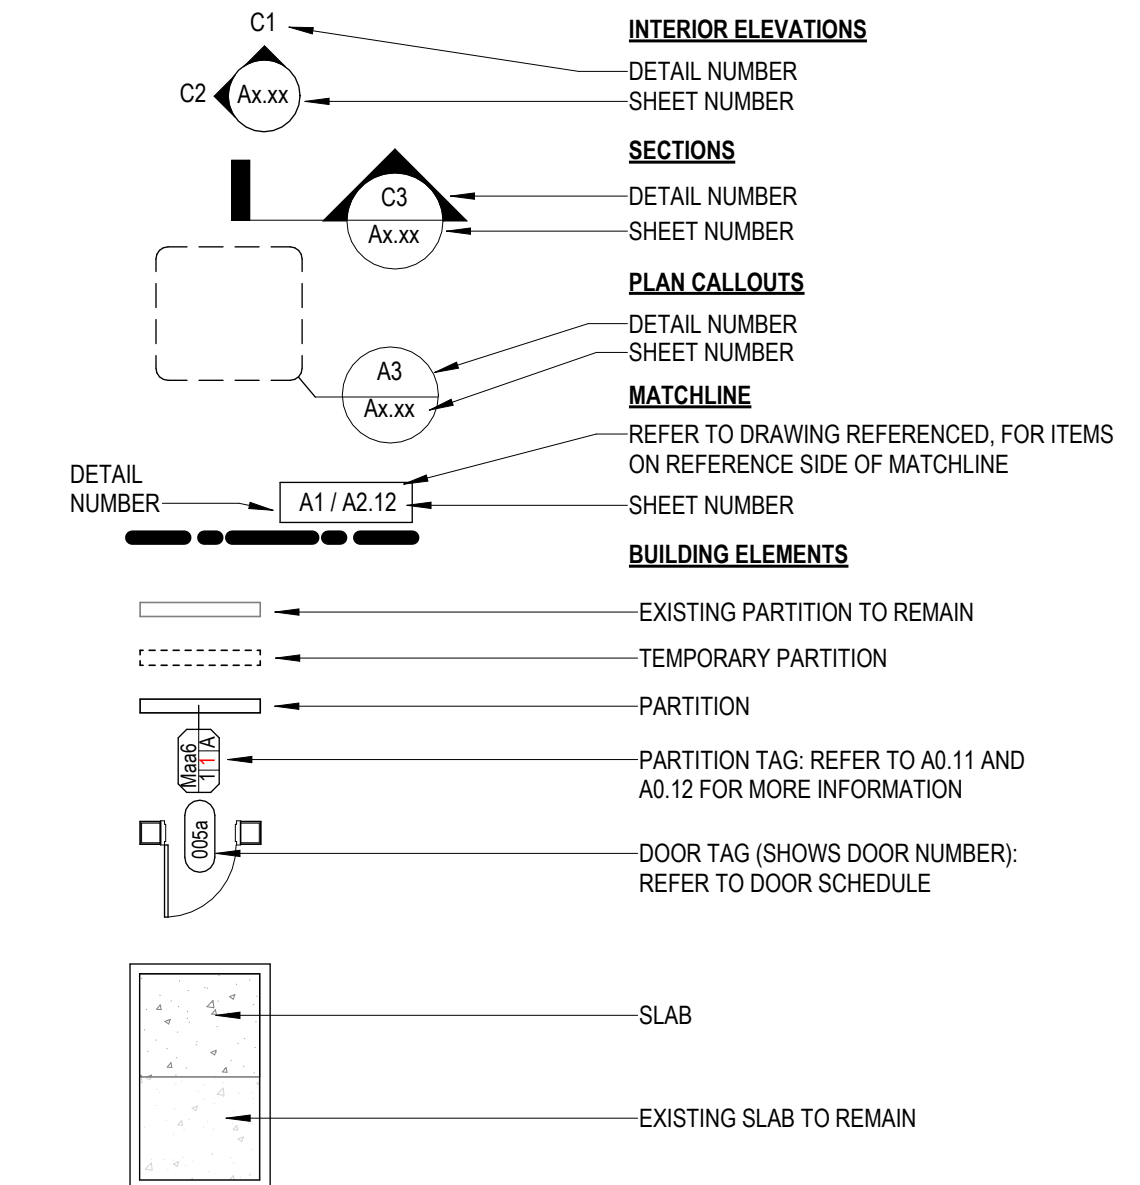 C1
INTERIOR ELEVATIONS
DETAIL NUMBER
C2
Ax.xx
SHEET NUMBER
SECTIONS
C3
DETAIL NUMBER
Ax.xx
SHEET NUMBER
PLAN CALLOUTS
DETAIL NUMBER
SHEET NUMBER
A3
Ax.xx
MATCHLINE
REFER TO DRAWING REFERENCED, FOR ITEMS
ON REFERENCE SIDE OF MATCHLINE
DETAIL
NUMBER
A1 / A2.12
SHEET NUMBER
BUILDING ELEMENTS
EXISTING PARTITION TO REMAIN
TEMPORARY PARTITION
PARTITION
Maa6
1 1 A
PARTITION TAG: REFER TO A0.11 AND
A0.12 FOR MORE INFORMATION
005a
DOOR TAG (SHOWS DOOR NUMBER):
REFER TO DOOR SCHEDULE
SLAB
EXISTING SLAB TO REMAIN